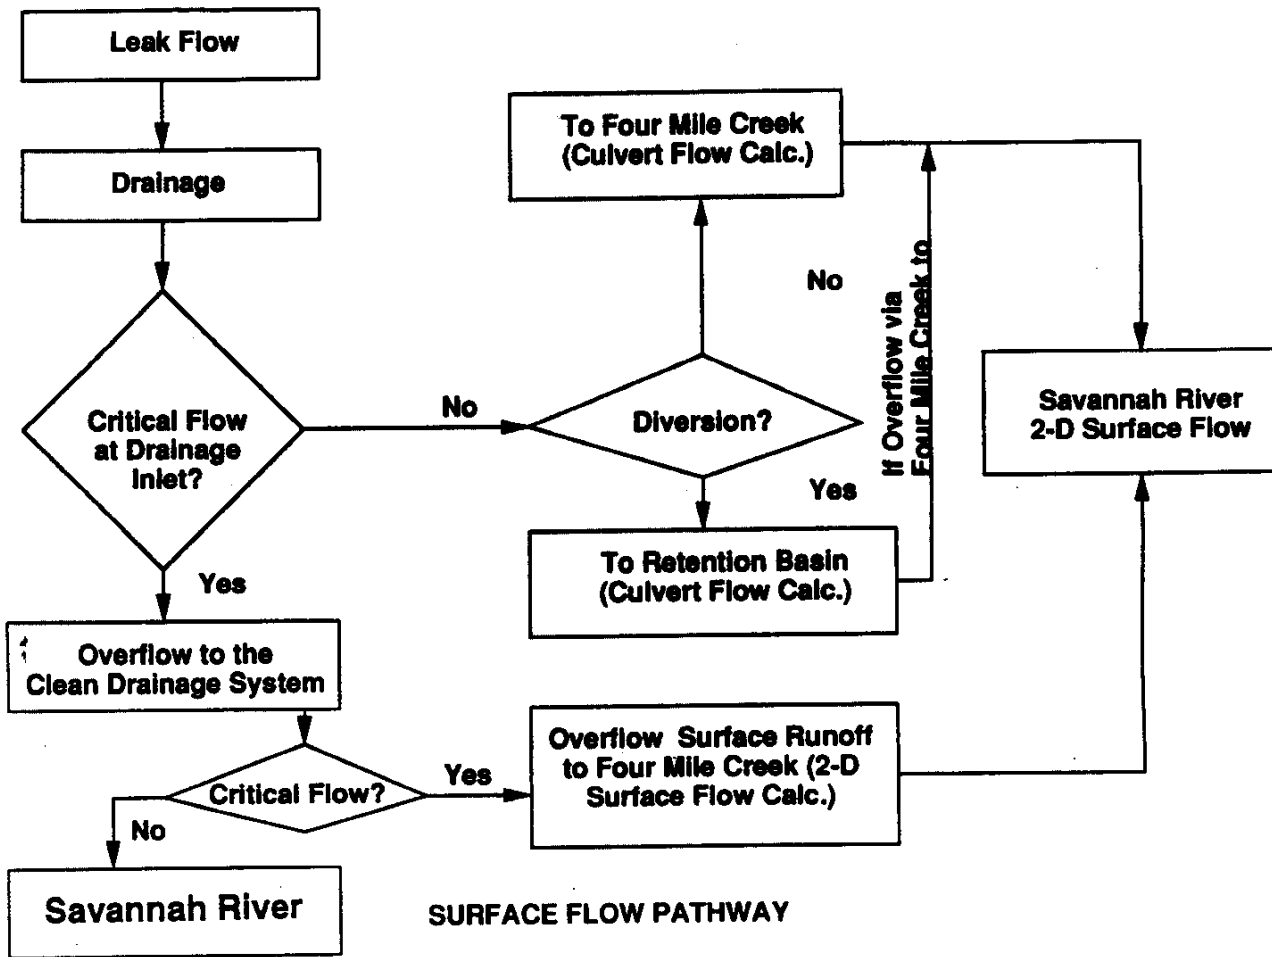 Leak Flow
Drainage
Critical Flow
at Drainage
Inlet?
No
Yes
Diversion?
No
To Four Mile Creek
(Culvert Flow Calc.)
Yes
To Retention Basin
(Culvert Flow Calc.)
If Overflow via
Four Mile Creek to
Savannah River
2-D Surface Flow
Overflow to the
Clean Drainage System
Critical Flow?
Yes
Overflow Surface Runoff
to Four Mile Creek (2-D
Surface Flow Calc.)
No
Savannah River
SURFACE FLOW PATHWAY